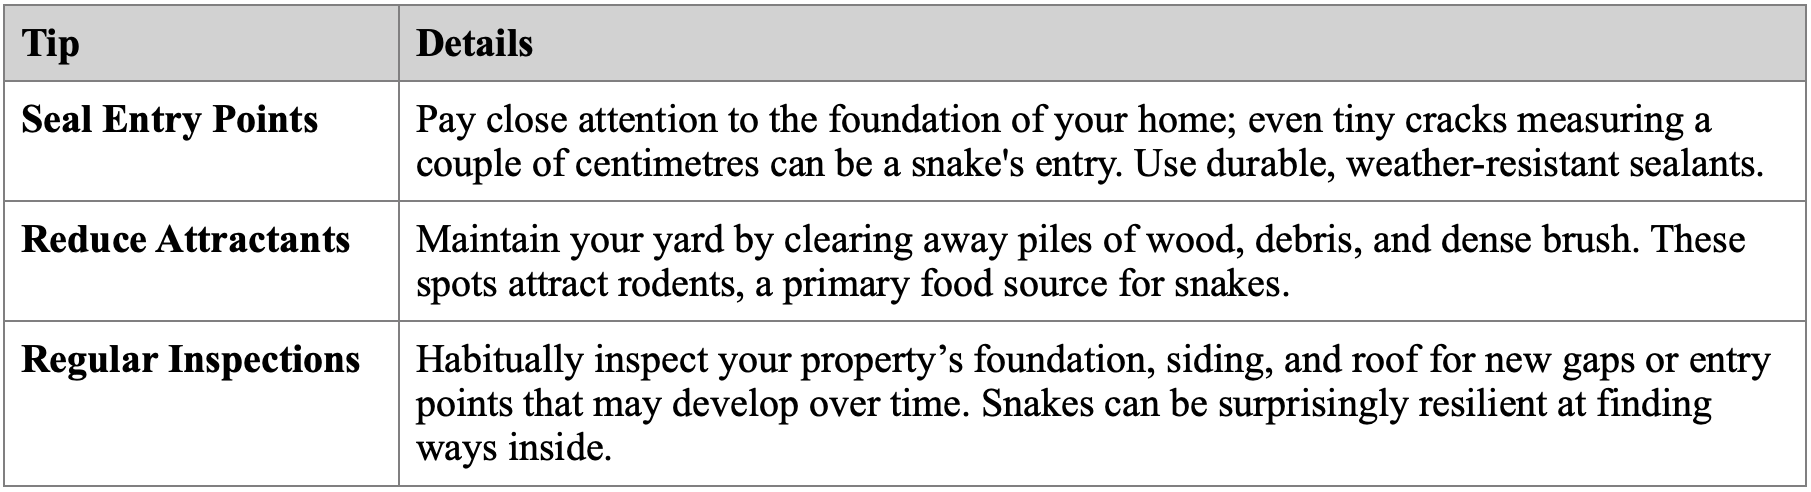 Tip
Details
Seal Entry Points
Pay close attention to the foundation of your home; even tiny cracks measuring a
couple of centimetres can be a snake's entry. Use durable, weather-resistant sealants.
Reduce Attractants
Maintain your yard by clearing away piles of wood, debris, and dense brush. These
spots attract rodents, a primary food source for snakes.
Regular Inspections
Habitually inspect your property’s foundation, siding, and roof for new gaps or entry
points that may develop over time. Snakes can be surprisingly resilient at finding
ways inside.